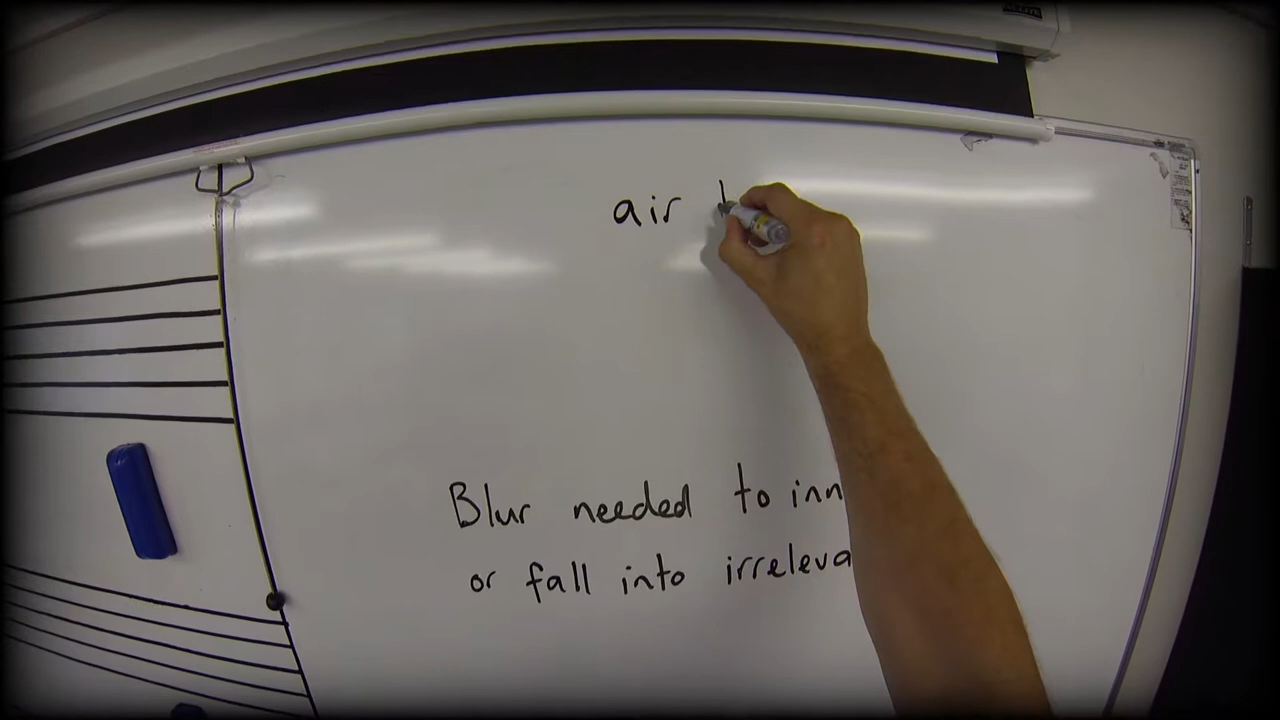 air
Blur needed to inn
or fall into irreleva